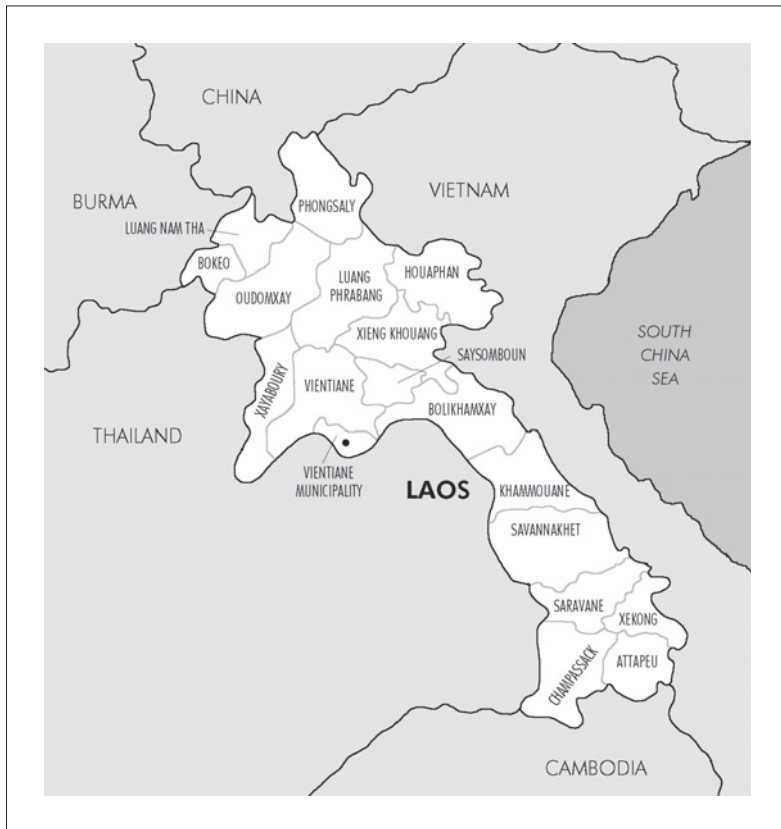 CHINA
VIETNAM
BURMA
PHONGSALY
LUANG NAM THA
BOKEO
OUDOMXAY
LUANG
PHRABANG
HOUAPHAN
XIENG KHOUANG
SAYSOMBOUN
SOUTH
CHINA
SEA
XAYABOURY
VIENTIANE
BOLIKHAMXAY
THAILAND
VIENTIANE
MUNICIPALITY
LAOS
KHAMMOUANE
SAVANNAKHET
SARAVANE
XEKONG
CHAMPASSACK
ATTAPEU
CAMBODIA